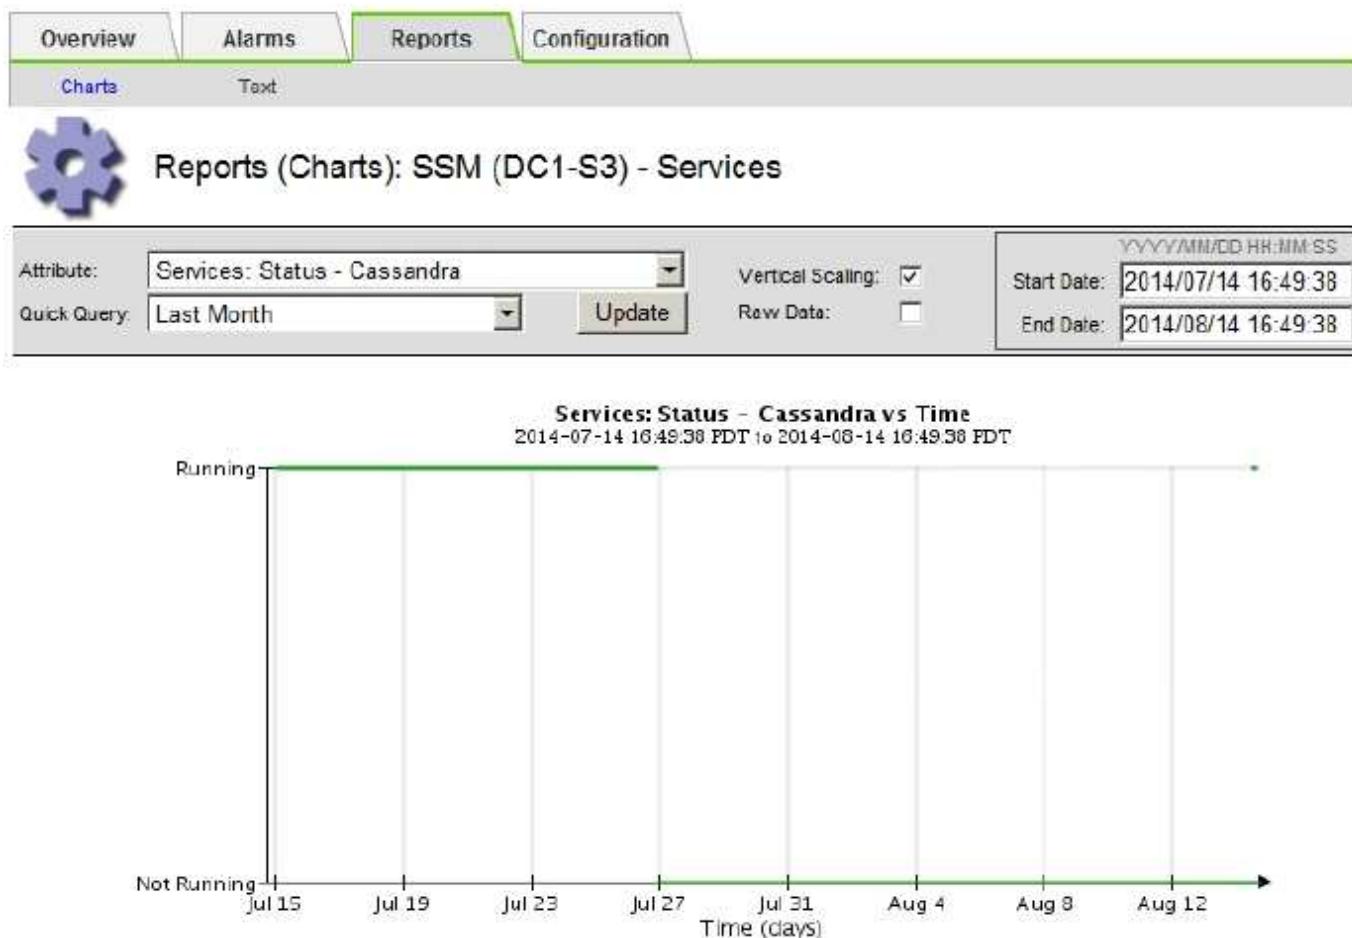 Overview Alarms Reports Configuration
Charts Text
Reports (Charts): SSM (DC1-S3) - Services
YYYY/MM/DD HH:MM:SS
Attribute: Services: Status - Cassandra Vertical Scaling: Start Date: 2014/07/14 16:49:38
Quick Query: Last Month Update Raw Data: End Date: 2014/08/14 16:49:38
Services: Status - Cassandra vs Time
2014-07-14 16:49:38 PDT to 2014-08-14 16:49:38 PDT
Running
Not Running
Jul 15 Jul 19 Jul 23 Jul 27 Jul 31 Aug 4 Aug 8 Aug 12
Time (days)